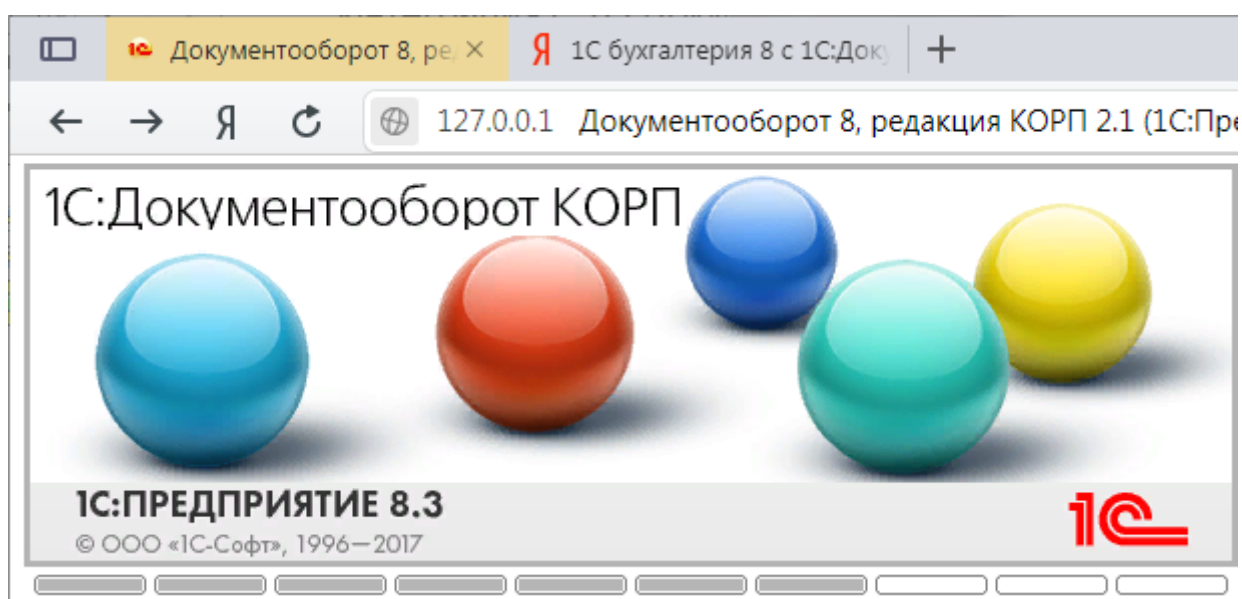 Документооборот 8, ре
1С бухгалтерия 8 с 1С:Док
127.0.0.1 Документооборот 8, редакция КОРП 2.1 (1С:Пре
1С:Документооборот КОРП
1С:ПРЕДПРИЯТИЕ 8.3
© ООО «1С-Софт», 1996—2017
1С